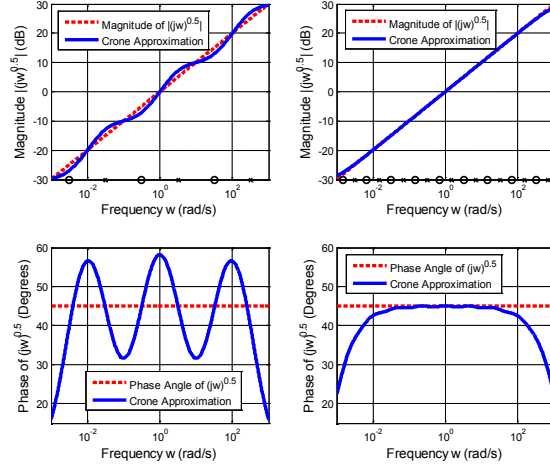 30
20
10
0
-10
-20
-30
Magnitude |(jw)^0.5| (dB)
Magnitude of |(jw)^0.5|
Crone Approximation
10^-2
10^0
10^2
Frequency w (rad/s)
30
20
10
0
-10
-20
-30
Magnitude |(jw)^0.5| (dB)
Magnitude of |(jw)^0.5|
Crone Approximation
10^-2
10^0
10^2
Frequency w (rad/s)
60
50
40
30
20
Phase of (jw)^0.5 (Degrees)
Phase Angle of (jw)^0.5
Crone Approximation
10^-2
10^0
10^2
Frequency w (rad/s)
60
50
40
30
20
Phase of (jw)^0.5 (Degrees)
Phase Angle of (jw)^0.5
Crone Approximation
10^-2
10^0
10^2
Frequency w (rad/s)